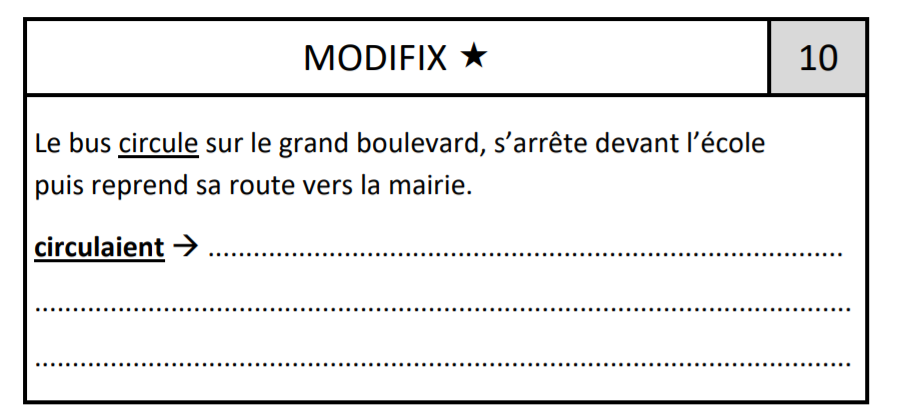 MODIFIX ★
10
Le bus circule sur le grand boulevard, s’arrête devant l’école
puis reprend sa route vers la mairie.
circulaient → ....................................................................................
............................................................................................................
............................................................................................................